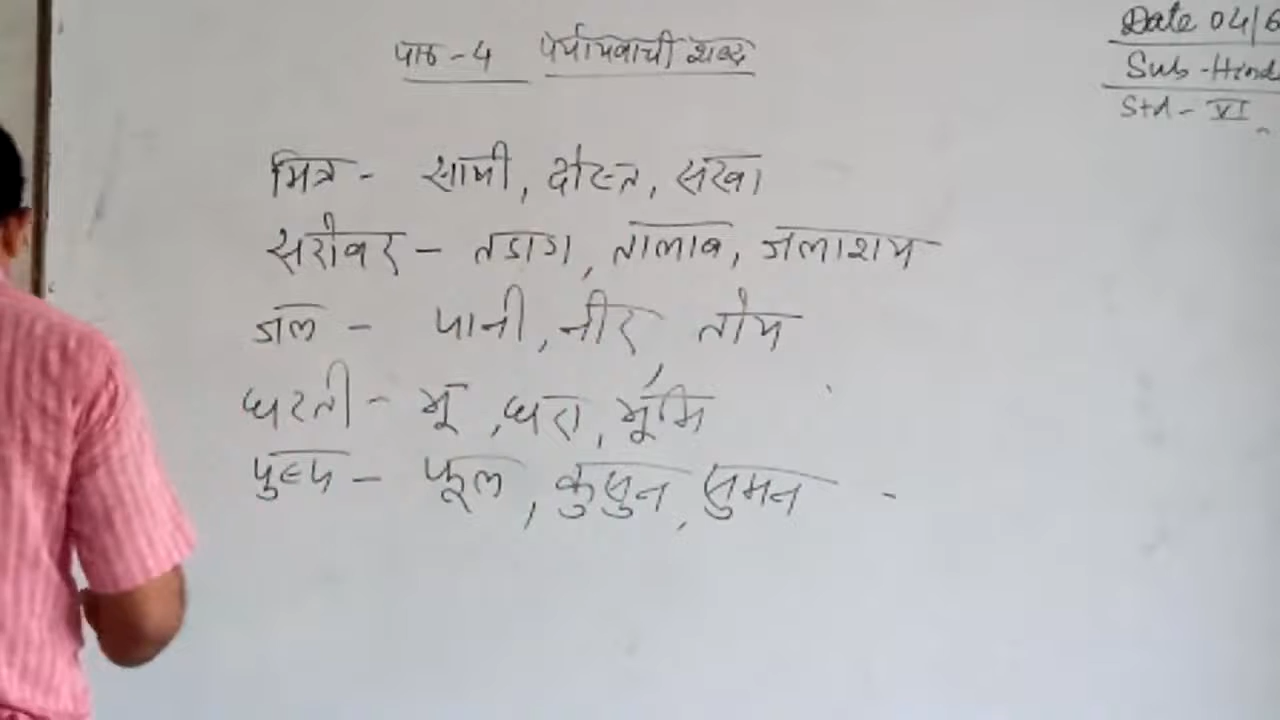 पाठ - 4 पर्यायवाची शब्द
Date 04/6
Sub - Hind
Std - VI
मित्र - साथी, दोस्त, सखा
सरोवर - तडाग, तालाब, जलाशय
जल - पानी, नीर, तोय
धरती - भू, धरा, भूमि
पुष्प - फूल, कुसुन, सुमन -